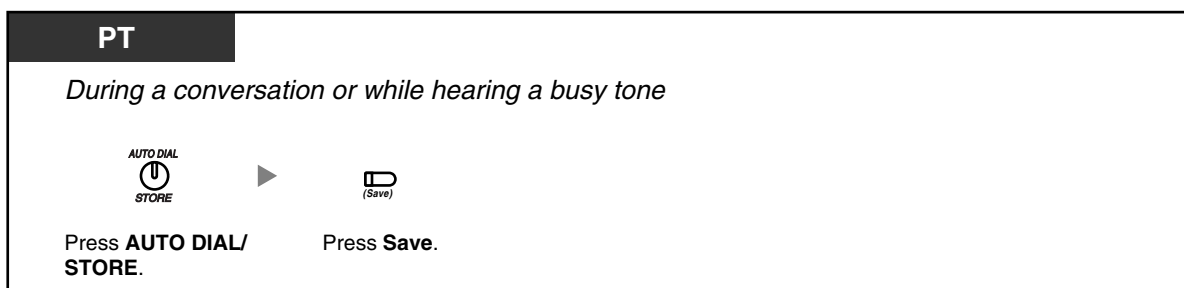 PT
During a conversation or while hearing a busy tone
AUTO DIAL
STORE
(Save)
Press AUTO DIAL/
STORE.
Press Save.